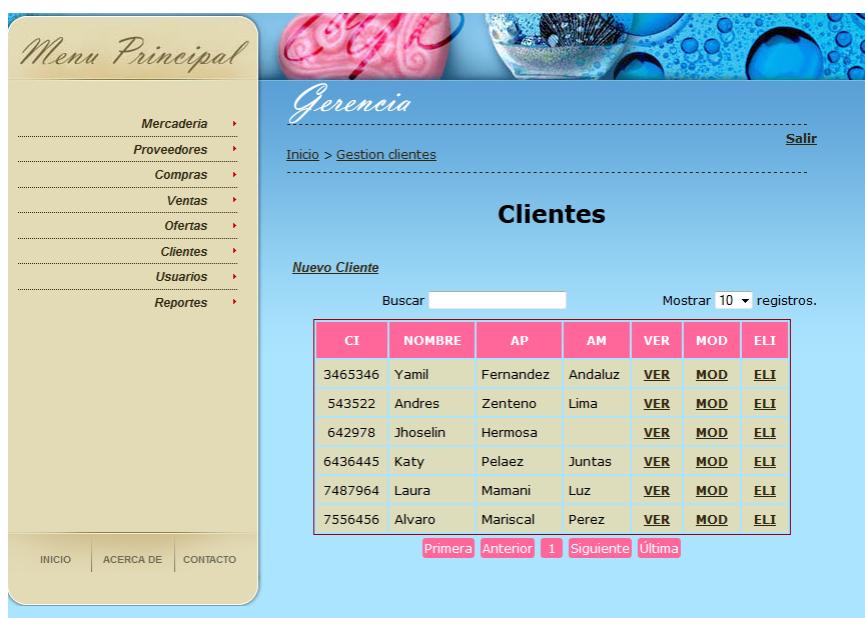 Menu Principal
Mercaderia
Proveedores
Compras
Ventas
Ofertas
Clientes
Usuarios
Reportes
INICIO ACERCA DE CONTACTO
Gerencia
Salir
Inicio > Gestion clientes
Clientes
Nuevo Cliente
Buscar Mostrar 10 registros.
CI NOMBRE AP AM VER MOD ELI
3465346 Yamil Fernandez Andaluz VER MOD ELI
543522 Andres Zenteno Lima VER MOD ELI
642978 Jhoselin Hermosa VER MOD ELI
6436445 Katy Pelaez Juntas VER MOD ELI
7487964 Laura Mamani Luz VER MOD ELI
7556456 Alvaro Mariscal Perez VER MOD ELI
Primera Anterior 1 Siguiente Última